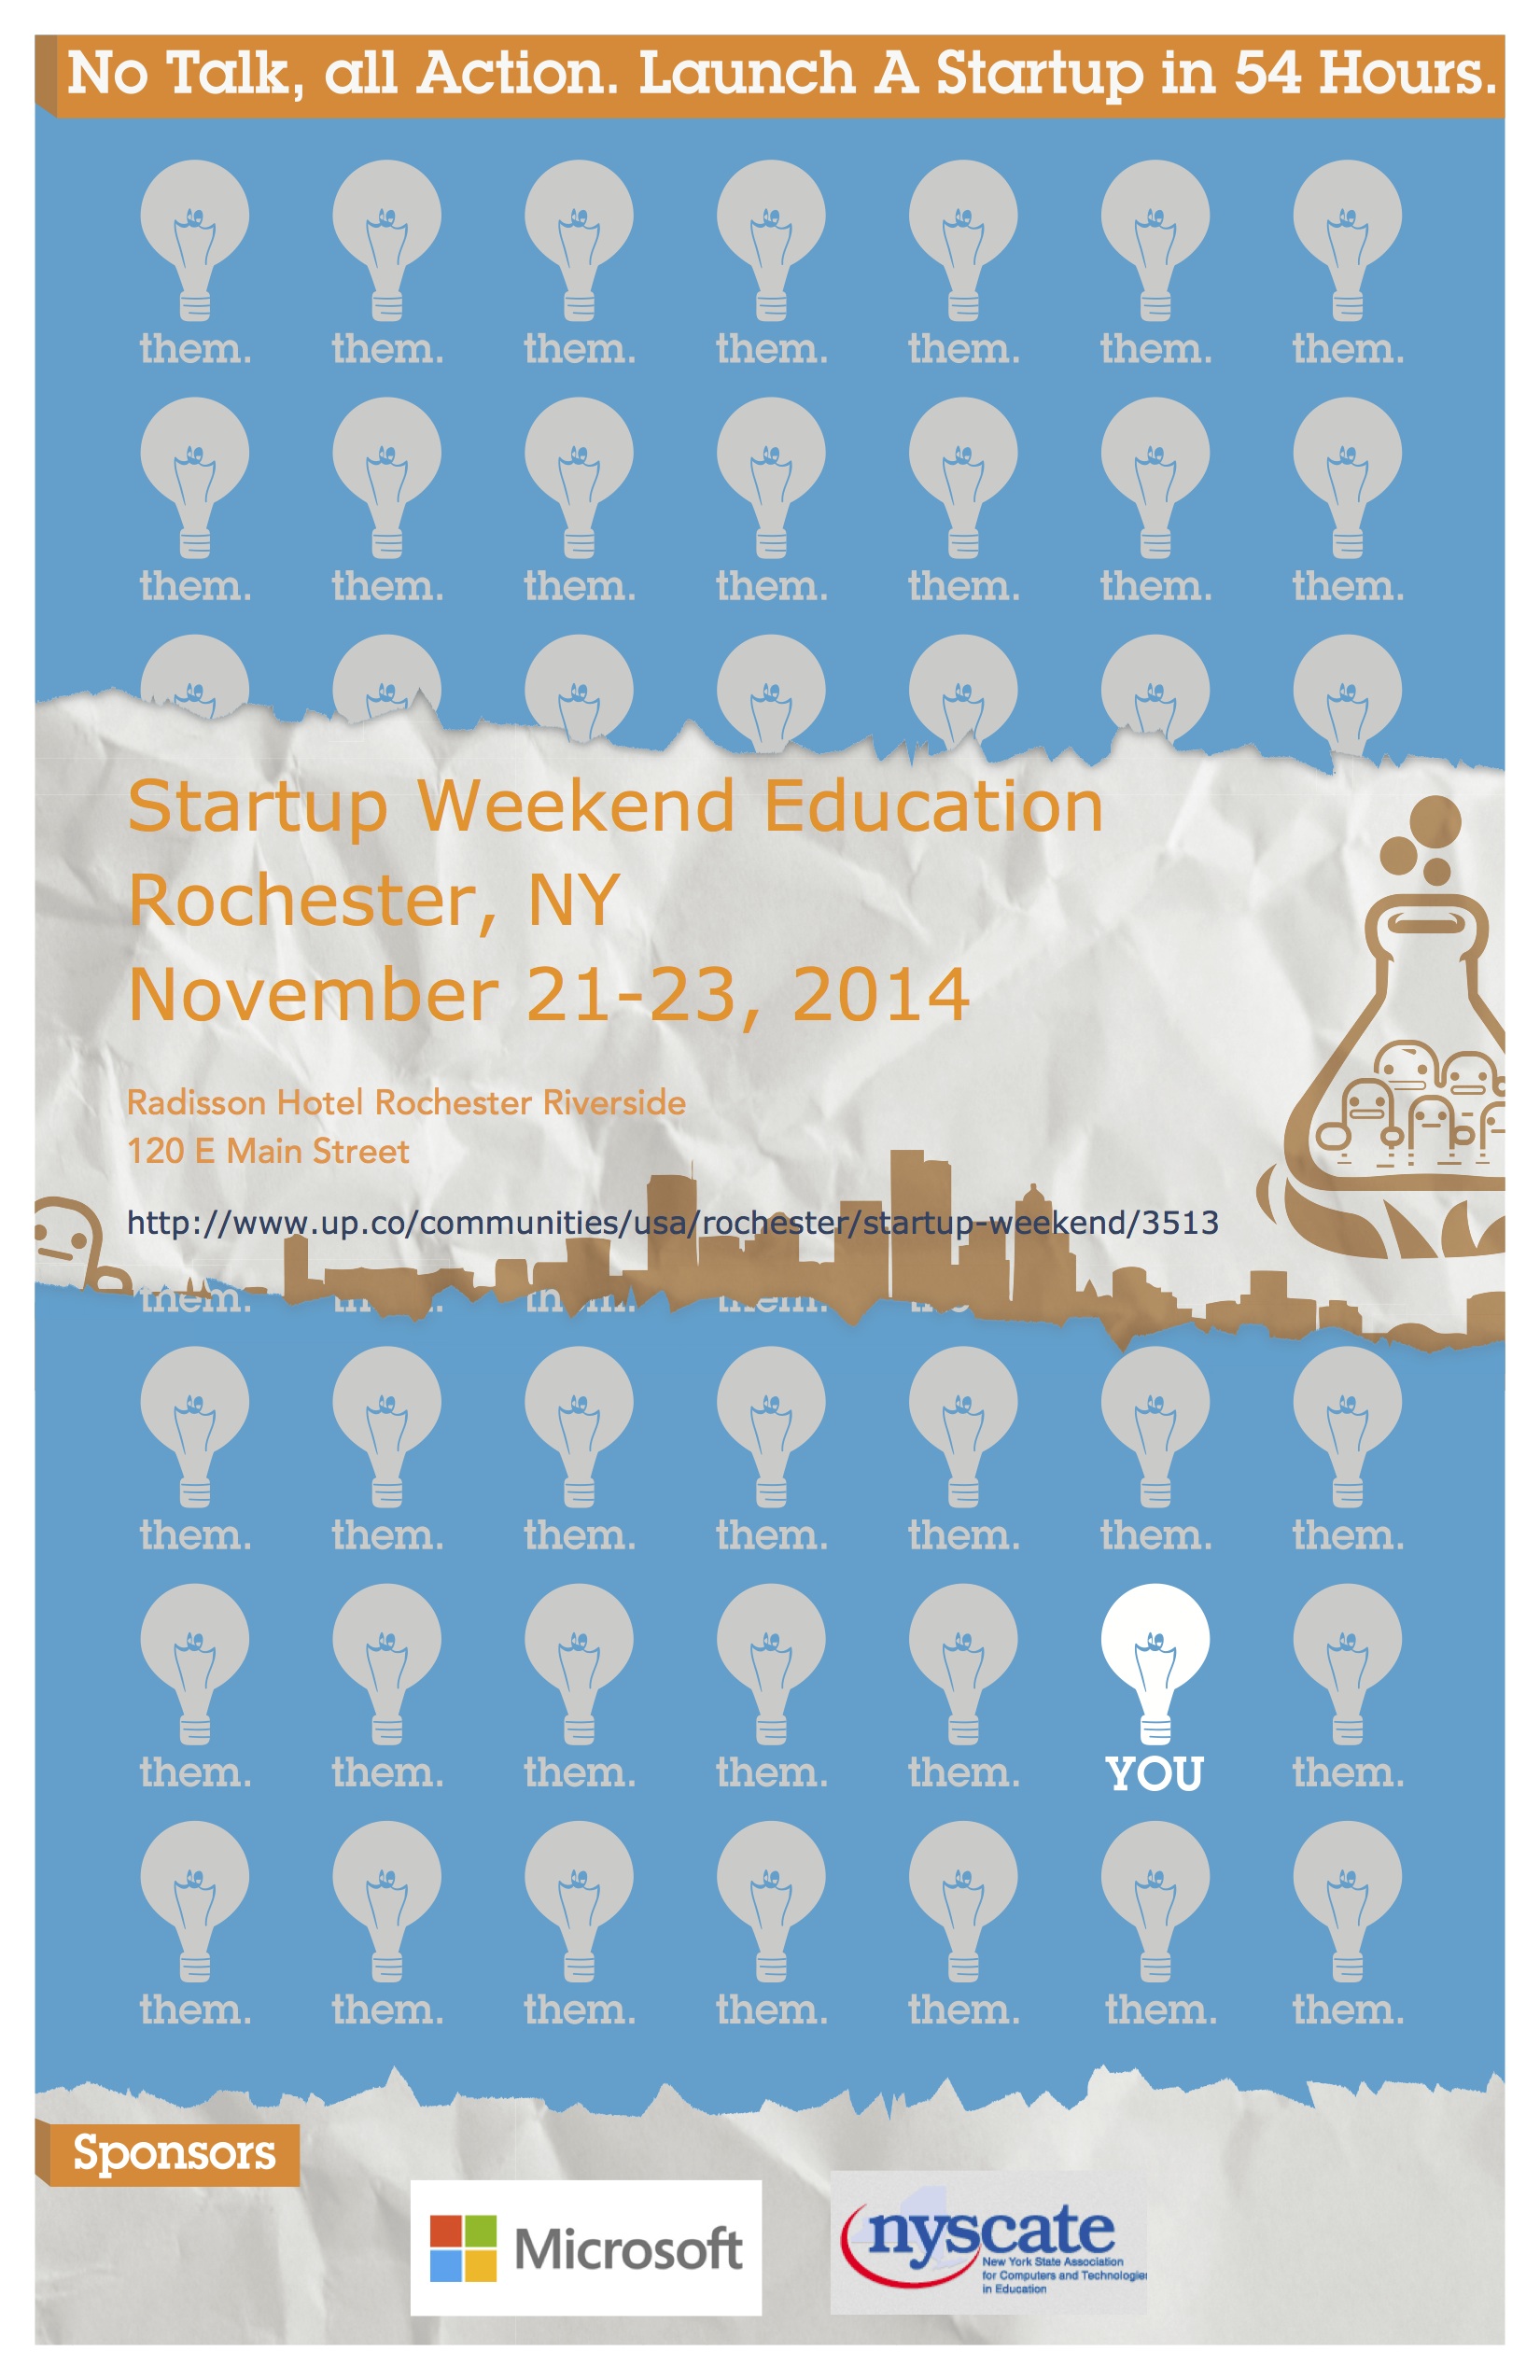 No Talk, all Action. Launch A Startup in 54 Hours.
them. them. them. them. them. them. them.
them. them. them. them. them. them. them.
Startup Weekend Education
Rochester, NY
November 21-23, 2014
Radisson Hotel Rochester Riverside
120 E Main Street
http://www.up.co/communities/usa/rochester/startup-weekend/3513
them.
them. them. them. them. them. them. them.
them. them. them. them. them. YOU them.
them. them. them. them. them. them. them.
Sponsors
Microsoft
nyscate
New York State Association
for Computers and Technologie
in Education